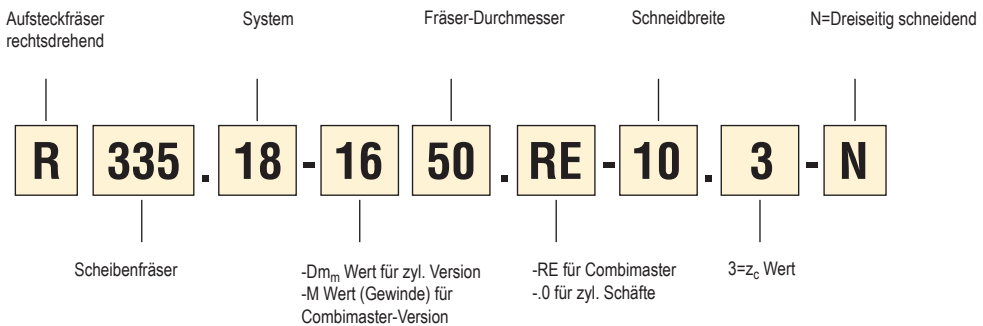 Aufsteckfräser
rechtsdrehend
System
Fräser-Durchmesser
Schneidbreite
N=Dreiseitig schneidend
R 335 . 18 - 16 50 . RE - 10 . 3 - N
Scheibenfräser
-Dmm Wert für zyl. Version
-M Wert (Gewinde) für
Combimaster-Version
-RE für Combimaster
-.0 für zyl. Schäfte
3=zc Wert